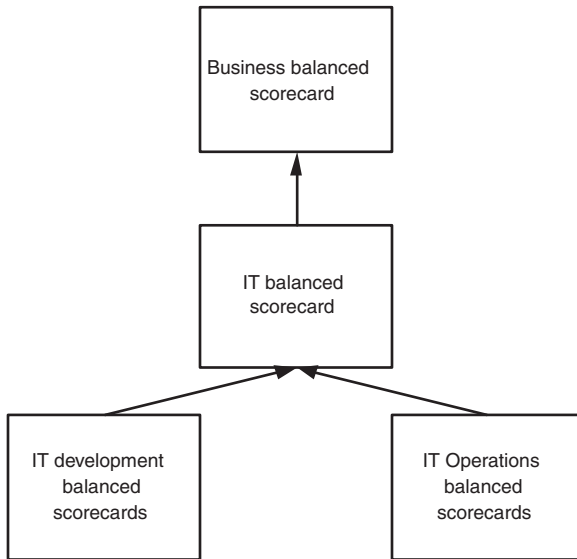 Business balanced
scorecard
IT balanced
scorecard
IT development
balanced
scorecards
IT Operations
balanced
scorecards